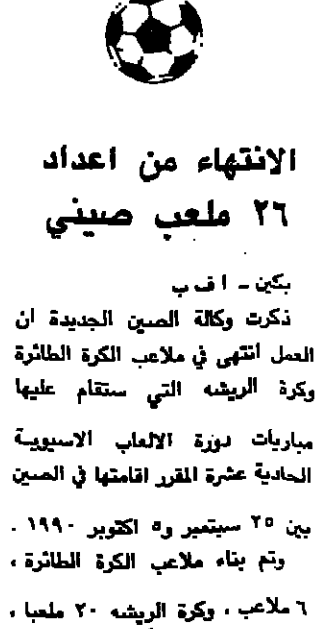 الانتهاء من اعداد
٢٦ ملعب صيني
بكين - ا ف ب
ذكرت وكالة الصين الجديدة ان
العمل انتهى في ملاعب الكرة الطائرة
وكرة الريشه التي ستقام عليها
مباريات دورة الالعاب الاسيويية
الحادية عشرة المقرر اقامتها في الصين
بين ٢٥ سيتمبر و٥ اكتوبر ١٩٩٠ .
وتم بناء ملاعب الكرة الطائرة ،
٦ ملاعب ، وكرة الريشه ٢٠ ملعبا ،